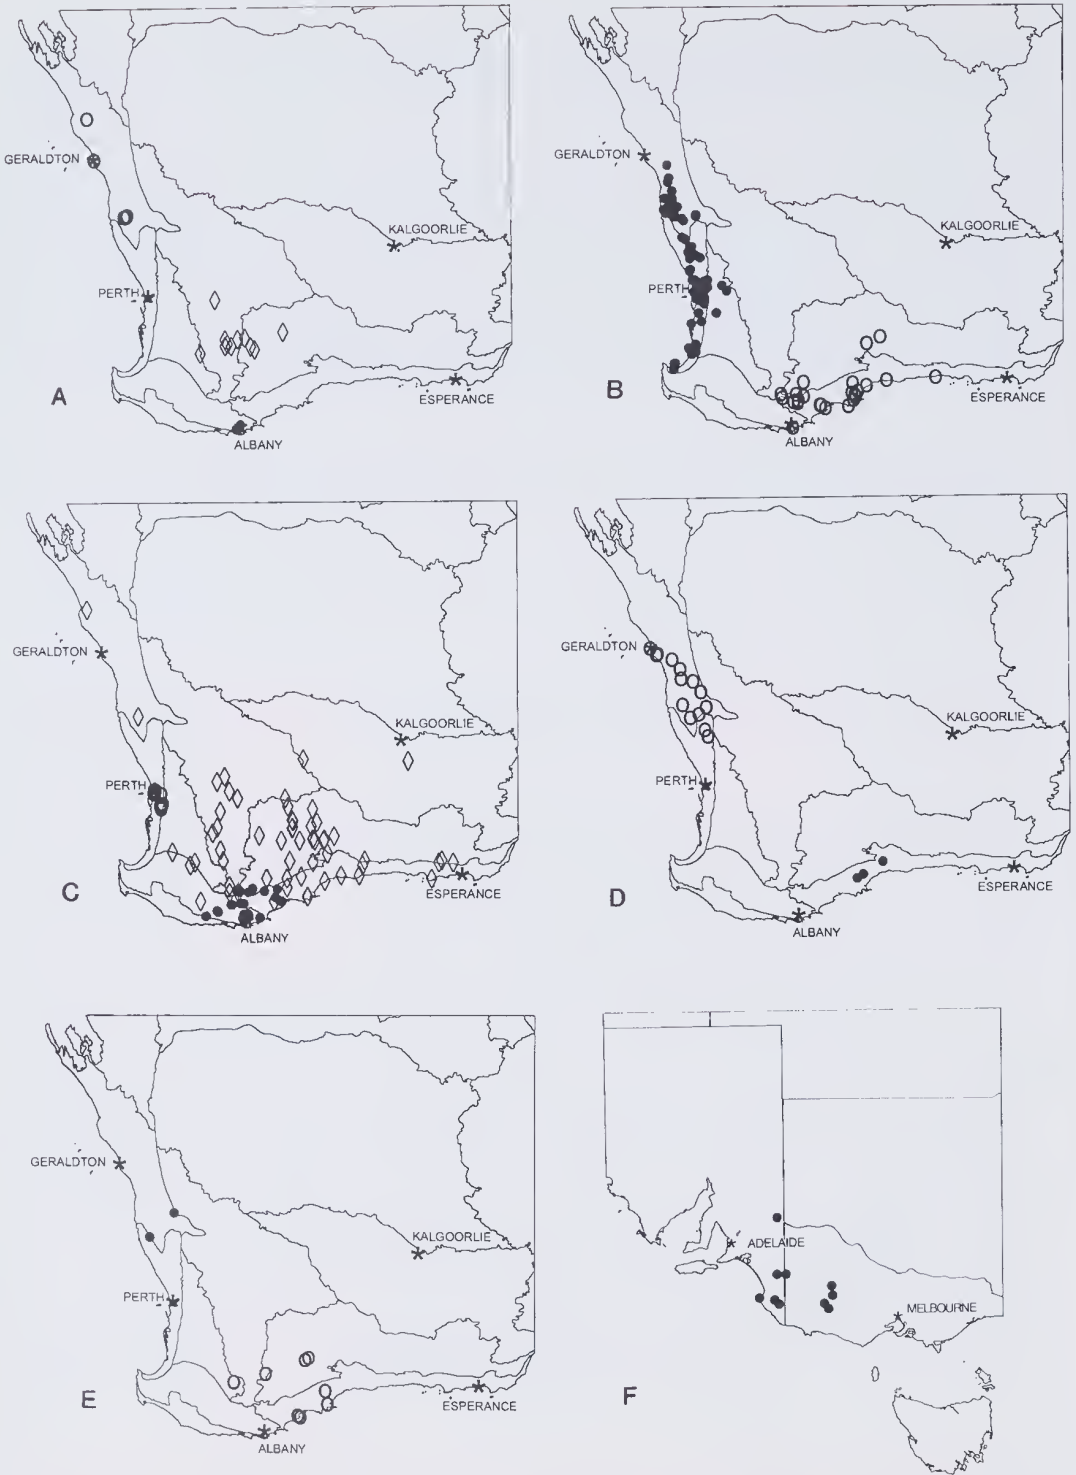 GERALDTON
KALGOORLIE
PERTH
ESPERANCE
ALBANY
A
GERALDTON
KALGOORLIE
PERTH
ESPERANCE
ALBANY
B
GERALDTON
KALGOORLIE
PERTH
ESPERANCE
ALBANY
C
GERALDTON
KALGOORLIE
PERTH
ESPERANCE
ALBANY
D
GERALDTON
KALGOORLIE
PERTH
ESPERANCE
ALBANY
E
ADELAIDE
MELBOURNE
F